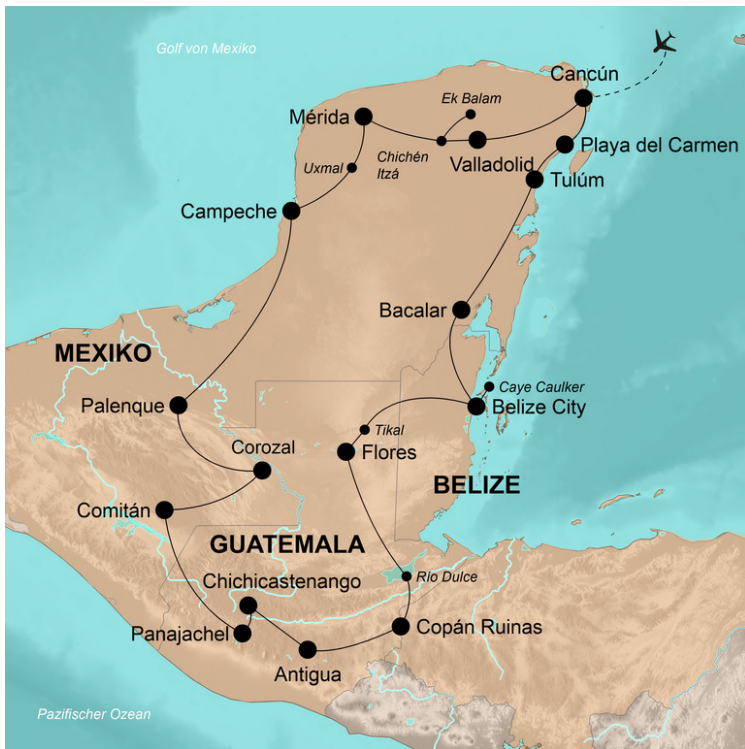 Golf von Mexiko
Cancún
Ek Balam
Mérida
Chichén
Itzá
Valladolid
Playa del Carmen
Uxmal
Tulúm
Campeche
Bacalar
MEXIKO
Caye Caulker
Palenque
Belize City
Tikal
Corozal
Flores
BELIZE
Comitán
GUATEMALA
Chichicastenango
Río Dulce
Panajachel
Copán Ruinas
Antigua
Pazifischer Ozean